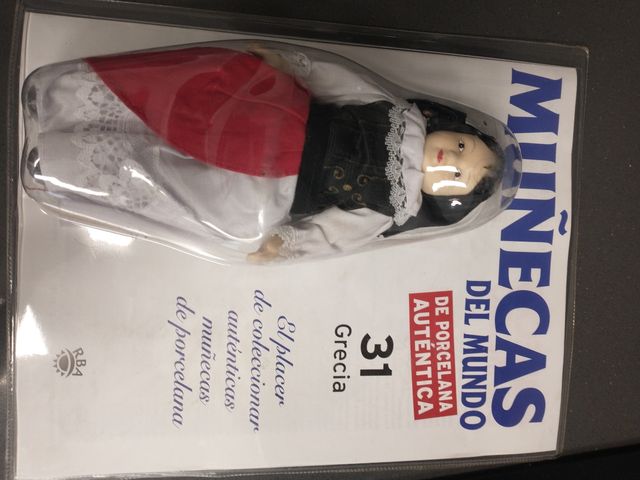 MUÑECAS
DEL MUNDO
DE PORCELANA
AUTÉNTICA
31
Grecia
El placer
de coleccionar
auténticas
muñecas
de porcelana
RBA